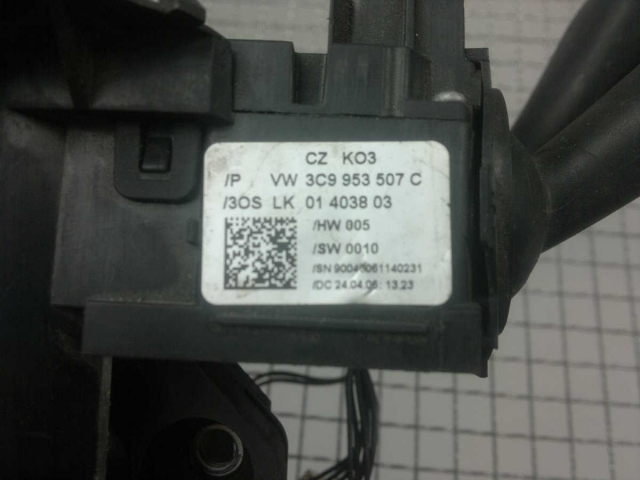 CZ KO3
/P VW 3C9 953 507 C
/3OS LK 01 4038 03
/HW 005
/SW 0010
/SN 90046061140231
/DC 24.04.06; 13.23